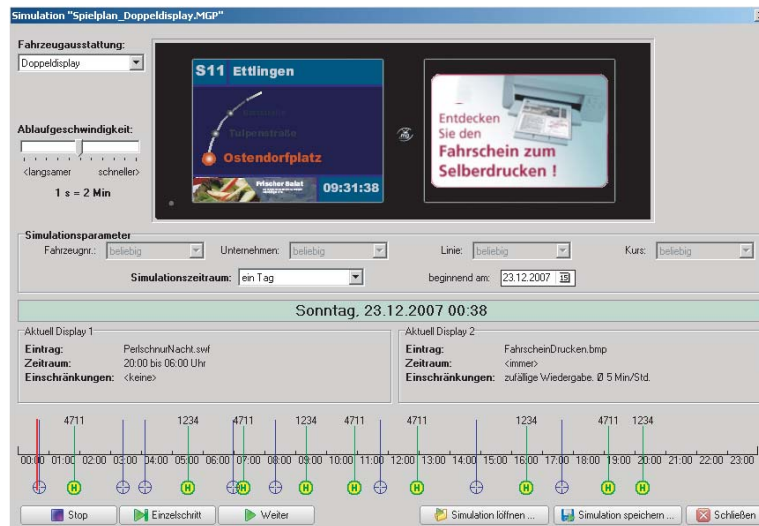 Simulation "Spielplan_Doppeldisplay.MGP"
Fahrzeugausstattung:
Doppeldisplay
S11 Ettlingen
Tulpenstraße
Ostendorfplatz
Frischer Salat
09:31:38
Entdecken
Sie den
Fahrschein zum
Selberdrucken !
Ablaufgeschwindigkeit:
<langsamer schneller>
1 s = 2 Min
Simulationsparameter
Fahrzeugnr.: beliebig Unternehmen: beliebig Linie: beliebig Kurs: beliebig
Simulationszeitraum: ein Tag beginnend am: 23.12.2007 15
Sonntag, 23.12.2007 00:38
Aktuell Display 1
Eintrag: PerlschnurNacht.swf
Zeitraum: 20:00 bis 06:00 Uhr
Einschränkungen: <keine>
Aktuell Display 2
Eintrag: FahrscheinDrucken.bmp
Zeitraum: <immer>
Einschränkungen: zufällige Wiedergabe. Ø 5 Min/Std.
4711 1234 4711 1234 4711 4711 1234 4711 1234
00:00 01:00 02:00 03:00 04:00 05:00 06:00 07:00 08:00 09:00 10:00 11:00 12:00 13:00 14:00 15:00 16:00 17:00 18:00 19:00 20:00 21:00 22:00 23:00
H H H H H H H H H
Stop Einzelschritt Weiter Simulation löffnen ... Simulation speichern ... Schließen